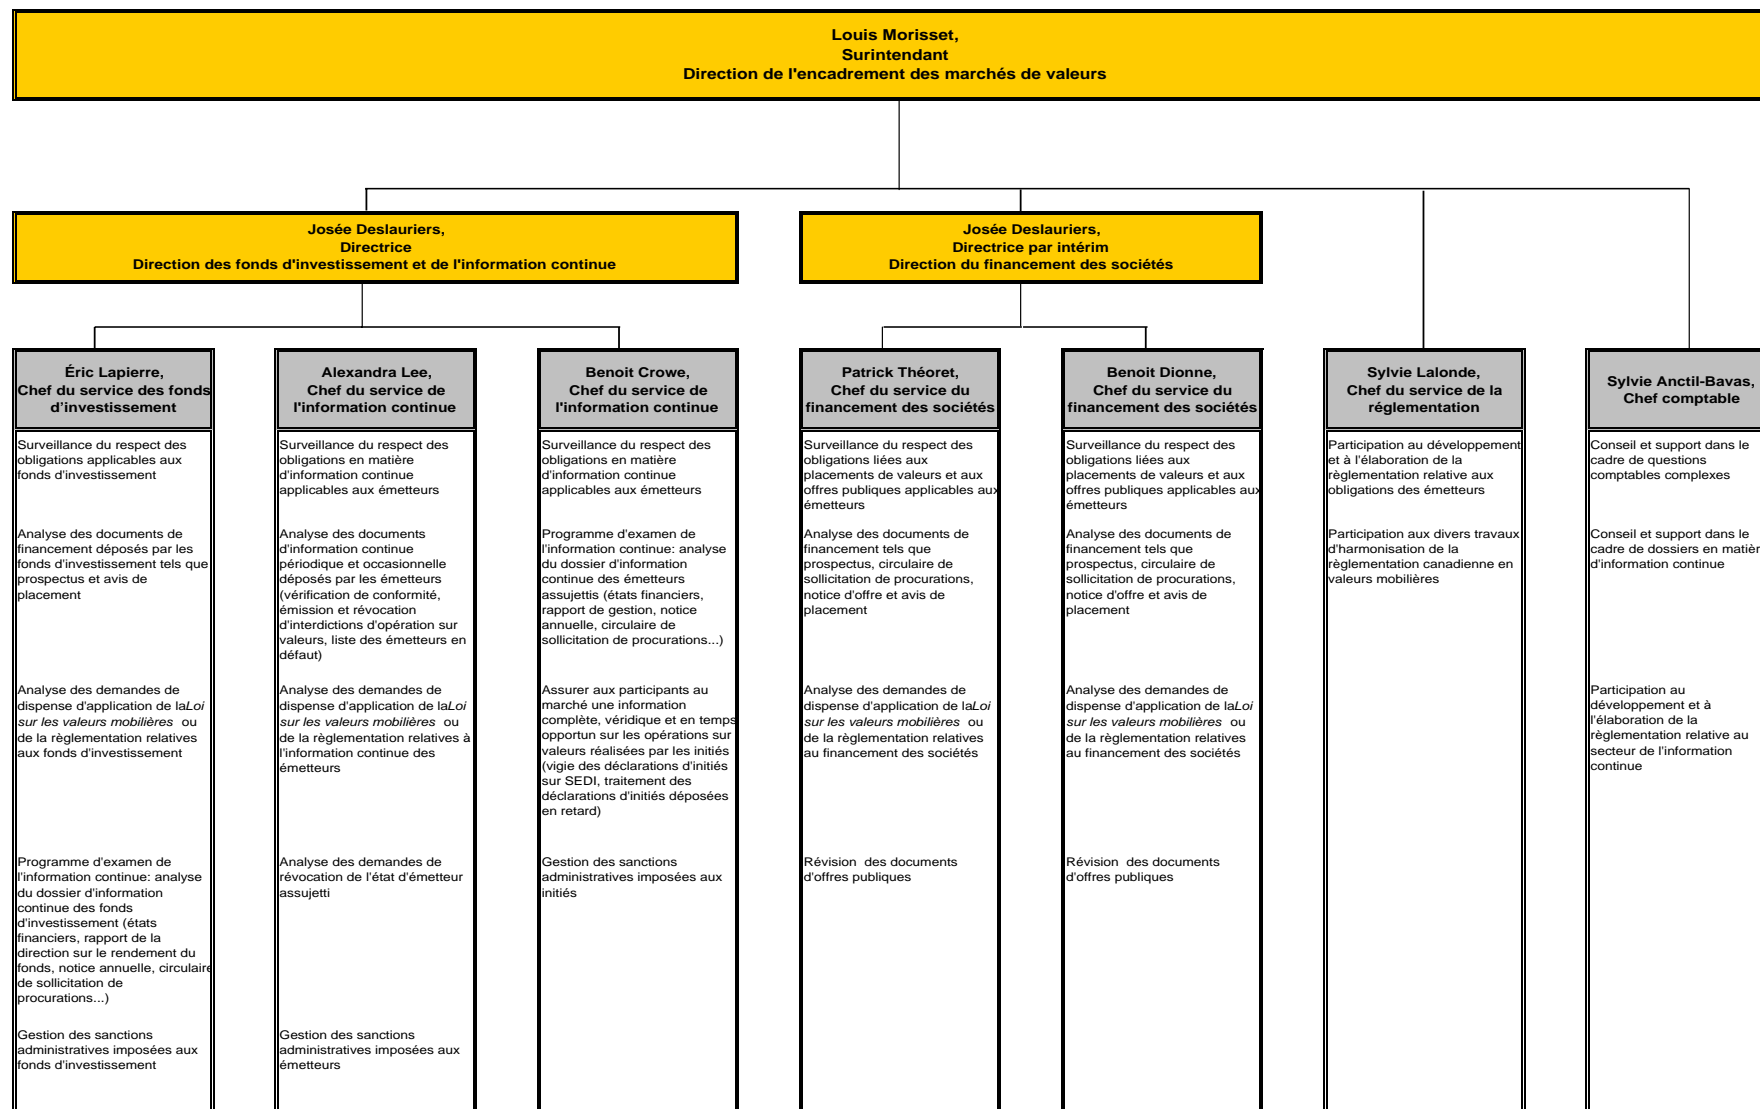 Louis Morisset,
Surintendant
Direction de l'encadrement des marchés de valeurs
Josée Deslauriers,
Directrice
Direction des fonds d'investissement et de l'information continue
Josée Deslauriers,
Directrice par intérim
Direction du financement des sociétés
Éric Lapierre,
Chef du service des fonds
d'investissement
Surveillance du respect des
obligations applicables aux
fonds d'investissement
Analyse des documents de
financement déposés par les
fonds d'investissement tels que
prospectus et avis de
placement
Analyse des demandes de
dispense d'application de laLoi
sur les valeurs mobilières ou
de la règlementation relatives
aux fonds d'investissement
Programme d'examen de
l'information continue: analyse
du dossier d'information
continue des fonds
d'investissement (états
financiers, rapport de la
direction sur le rendement du
fonds, notice annuelle, circulaire
de sollicitation de
procurations...)
Gestion des sanctions
administratives imposées aux
fonds d'investissement
Alexandra Lee,
Chef du service de
l'information continue
Surveillance du respect des
obligations en matière
d'information continue
applicables aux émetteurs
Analyse des documents
d'information continue
périodique et occasionnelle
déposés par les émetteurs
(vérification de conformité,
émission et révocation
d'interdictions d'opération sur
valeurs, liste des émetteurs en
défaut)
Analyse des demandes de
dispense d'application de laLoi
sur les valeurs mobilières ou
de la règlementation relatives à
l'information continue des
émetteurs
Analyse des demandes de
révocation de l'état d'émetteur
assujetti
Gestion des sanctions
administratives imposées aux
émetteurs
Benoit Crowe,
Chef du service de
l'information continue
Surveillance du respect des
obligations en matière
d'information continue
applicables aux émetteurs
Programme d'examen de
l'information continue: analyse
du dossier d'information
continue des émetteurs
assujettis (états financiers,
rapport de gestion, notice
annuelle, circulaire de
sollicitation de procurations...)
Assurer aux participants au
marché une information
complète, véridique et en temps
opportun sur les opérations sur
valeurs réalisées par les initiés
(vigie des déclarations d'initiés
sur SEDI, traitement des
déclarations d'initiés déposées
en retard)
Gestion des sanctions
administratives imposées aux
initiés
Patrick Théoret,
Chef du service du
financement des sociétés
Surveillance du respect des
obligations liées aux
placements de valeurs et aux
offres publiques applicables aux
émetteurs
Analyse des documents de
financement tels que
prospectus, circulaire de
sollicitation de procurations,
notice d'offre et avis de
placement
Analyse des demandes de
dispense d'application de laLoi
sur les valeurs mobilières ou
de la règlementation relatives
au financement des sociétés
Révision des documents
d'offres publiques
Benoit Dionne,
Chef du service du
financement des sociétés
Surveillance du respect des
obligations liées aux
placements de valeurs et aux
offres publiques applicables aux
émetteurs
Analyse des documents de
financement tels que
prospectus, circulaire de
sollicitation de procurations,
notice d'offre et avis de
placement
Analyse des demandes de
dispense d'application de laLoi
sur les valeurs mobilières ou
de la règlementation relatives
au financement des sociétés
Révision des documents
d'offres publiques
Sylvie Lalonde,
Chef du service de la
réglementation
Participation au développement
et à l'élaboration de la
règlementation relative aux
obligations des émetteurs
Participation aux divers travaux
d'harmonisation de la
règlementation canadienne en
valeurs mobilières
Sylvie Anctil-Bavas,
Chef comptable
Conseil et support dans le
cadre de questions
comptables complexes
Conseil et support dans le
cadre de dossiers en matièr
d'information continue
Participation au
développement et à
l'élaboration de la
règlementation relative au
secteur de l'information
continue